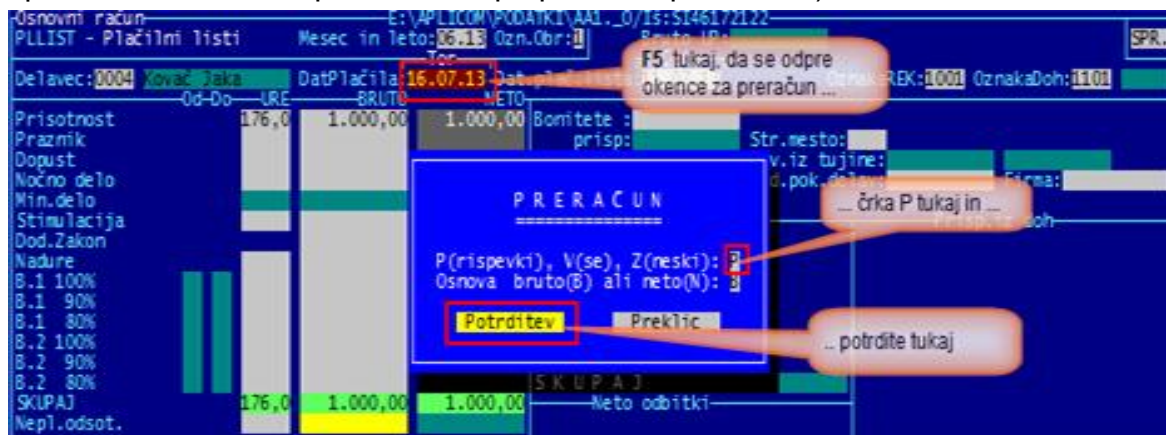 Osnovni račun E:\APLICOM\PODATKI\AA1._O/Is:SI46172122
PLLIST - Plačilni listi Mesec in leto:06.13 Ozn.Obr:1 SPR.
Delavec:0004 Kovač Jaka DatPlačila:16.07.13 REK:1001 OznakaDoh:1101
F5 tukaj, da se odpre
okence za preračun ...
Od-Do URE BRUTO NETO
Prisotnost 176,0 1.000,00 1.000,00 Bonitete :
Praznik prisp: Str.mesto:
Dopust v.iz tujine:
Nočno delo Firma:
Min.delo
Stimulacija
Dod.Zakon
Nadure
B.1 100%
B.1 90%
B.1 80%
B.2 100%
B.2 90%
B.2 80%
SKUPAJ 176,0 1.000,00 1.000,00
Nepl.odsot.
P R E R A Č U N
===============
P(rispevki), V(se), Z(neski): P
Osnova bruto(B) ali neto(N): B
Potrditev Preklic
... črka P tukaj in ...
.. potrdite tukaj
S K U P A J
Neto odbitki